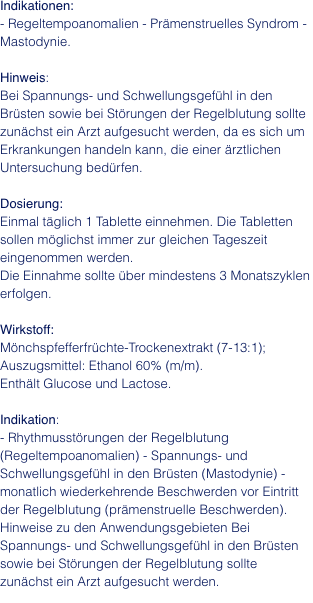 Indikationen:
- Regeltempoanomalien - Prämenstruelles Syndrom -
Mastodynie.
Hinweis:
Bei Spannungs- und Schwellungsgefühl in den
Brüsten sowie bei Störungen der Regelblutung sollte
zunächst ein Arzt aufgesucht werden, da es sich um
Erkrankungen handeln kann, die einer ärztlichen
Untersuchung bedürfen.
Dosierung:
Einmal täglich 1 Tablette einnehmen. Die Tabletten
sollen möglichst immer zur gleichen Tageszeit
eingenommen werden.
Die Einnahme sollte über mindestens 3 Monatszyklen
erfolgen.
Wirkstoff:
Mönchspfefferfrüchte-Trockenextrakt (7-13:1);
Auszugsmittel: Ethanol 60% (m/m).
Enthält Glucose und Lactose.
Indikation:
- Rhythmusstörungen der Regelblutung
(Regeltempoanomalien) - Spannungs- und
Schwellungsgefühl in den Brüsten (Mastodynie) -
monatlich wiederkehrende Beschwerden vor Eintritt
der Regelblutung (prämenstruelle Beschwerden).
Hinweise zu den Anwendungsgebieten Bei
Spannungs- und Schwellungsgefühl in den Brüsten
sowie bei Störungen der Regelblutung sollte
zunächst ein Arzt aufgesucht werden.